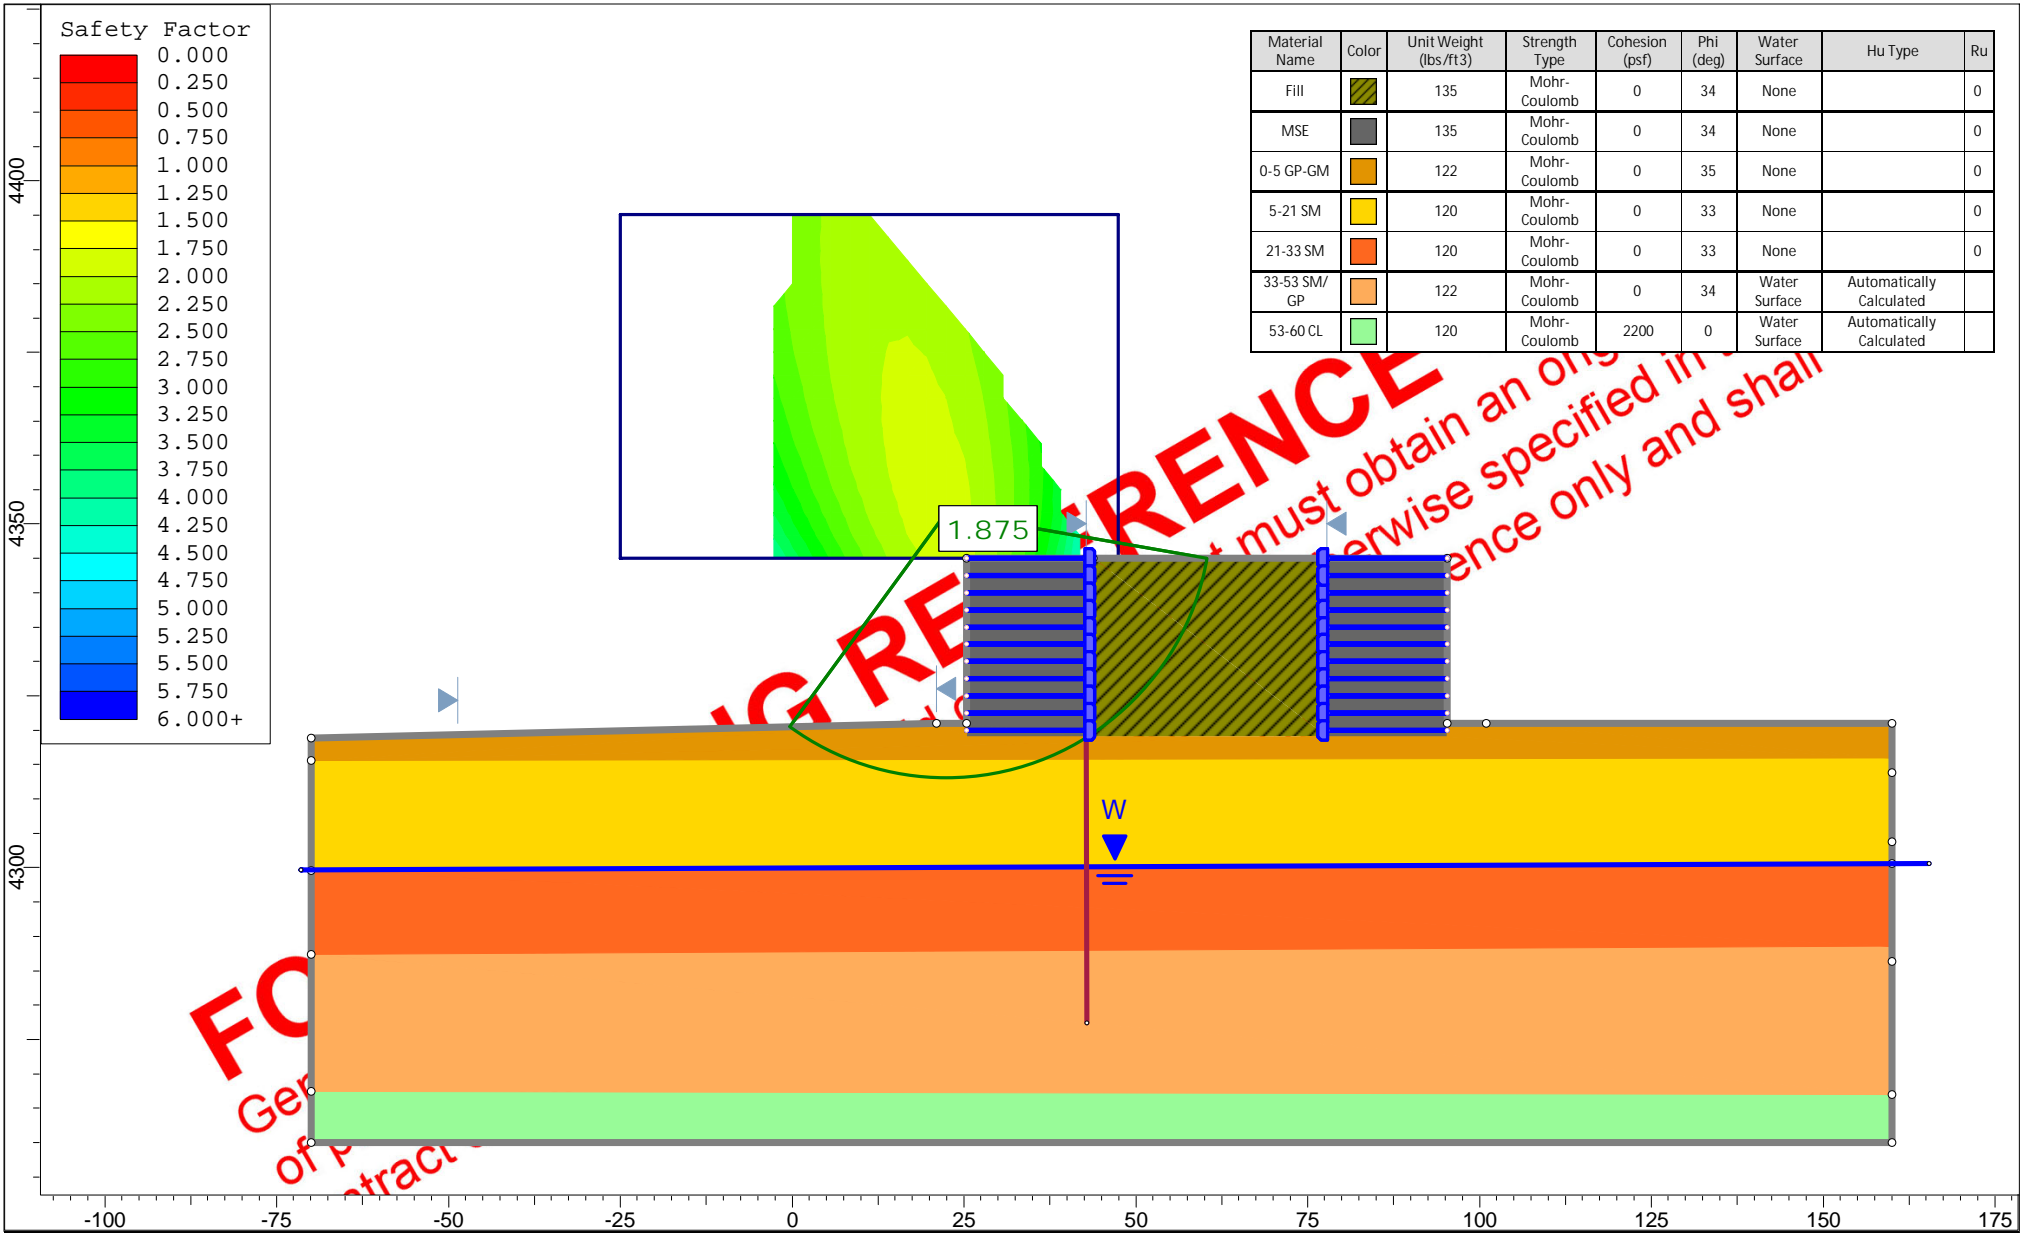 Safety Factor
0.000
0.250
0.500
0.750
1.000
1.250
1.500
1.750
2.000
2.250
2.500
2.750
3.000
3.250
3.500
3.750
4.000
4.250
4.500
4.750
5.000
5.250
5.500
5.750
6.000+
Material Name Color Unit Weight (lbs/ft3) Strength Type Cohesion (psf) Phi (deg) Water Surface Hu Type Ru
Fill 135 Mohr-Coulomb 0 34 None 0
MSE 135 Mohr-Coulomb 0 34 None 0
0-5 GP-GM 122 Mohr-Coulomb 0 35 None 0
5-21 SM 120 Mohr-Coulomb 0 33 None 0
21-33 SM 120 Mohr-Coulomb 0 33 None 0
33-53 SM/GP 122 Mohr-Coulomb 0 34 Water Surface Automatically Calculated
53-60 CL 120 Mohr-Coulomb 2200 0 Water Surface Automatically Calculated
1.875
W
4400
4350
4300
-100 -75 -50 -25 0 25 50 75 100 125 150 175
must obtain an
specified in
only and shall